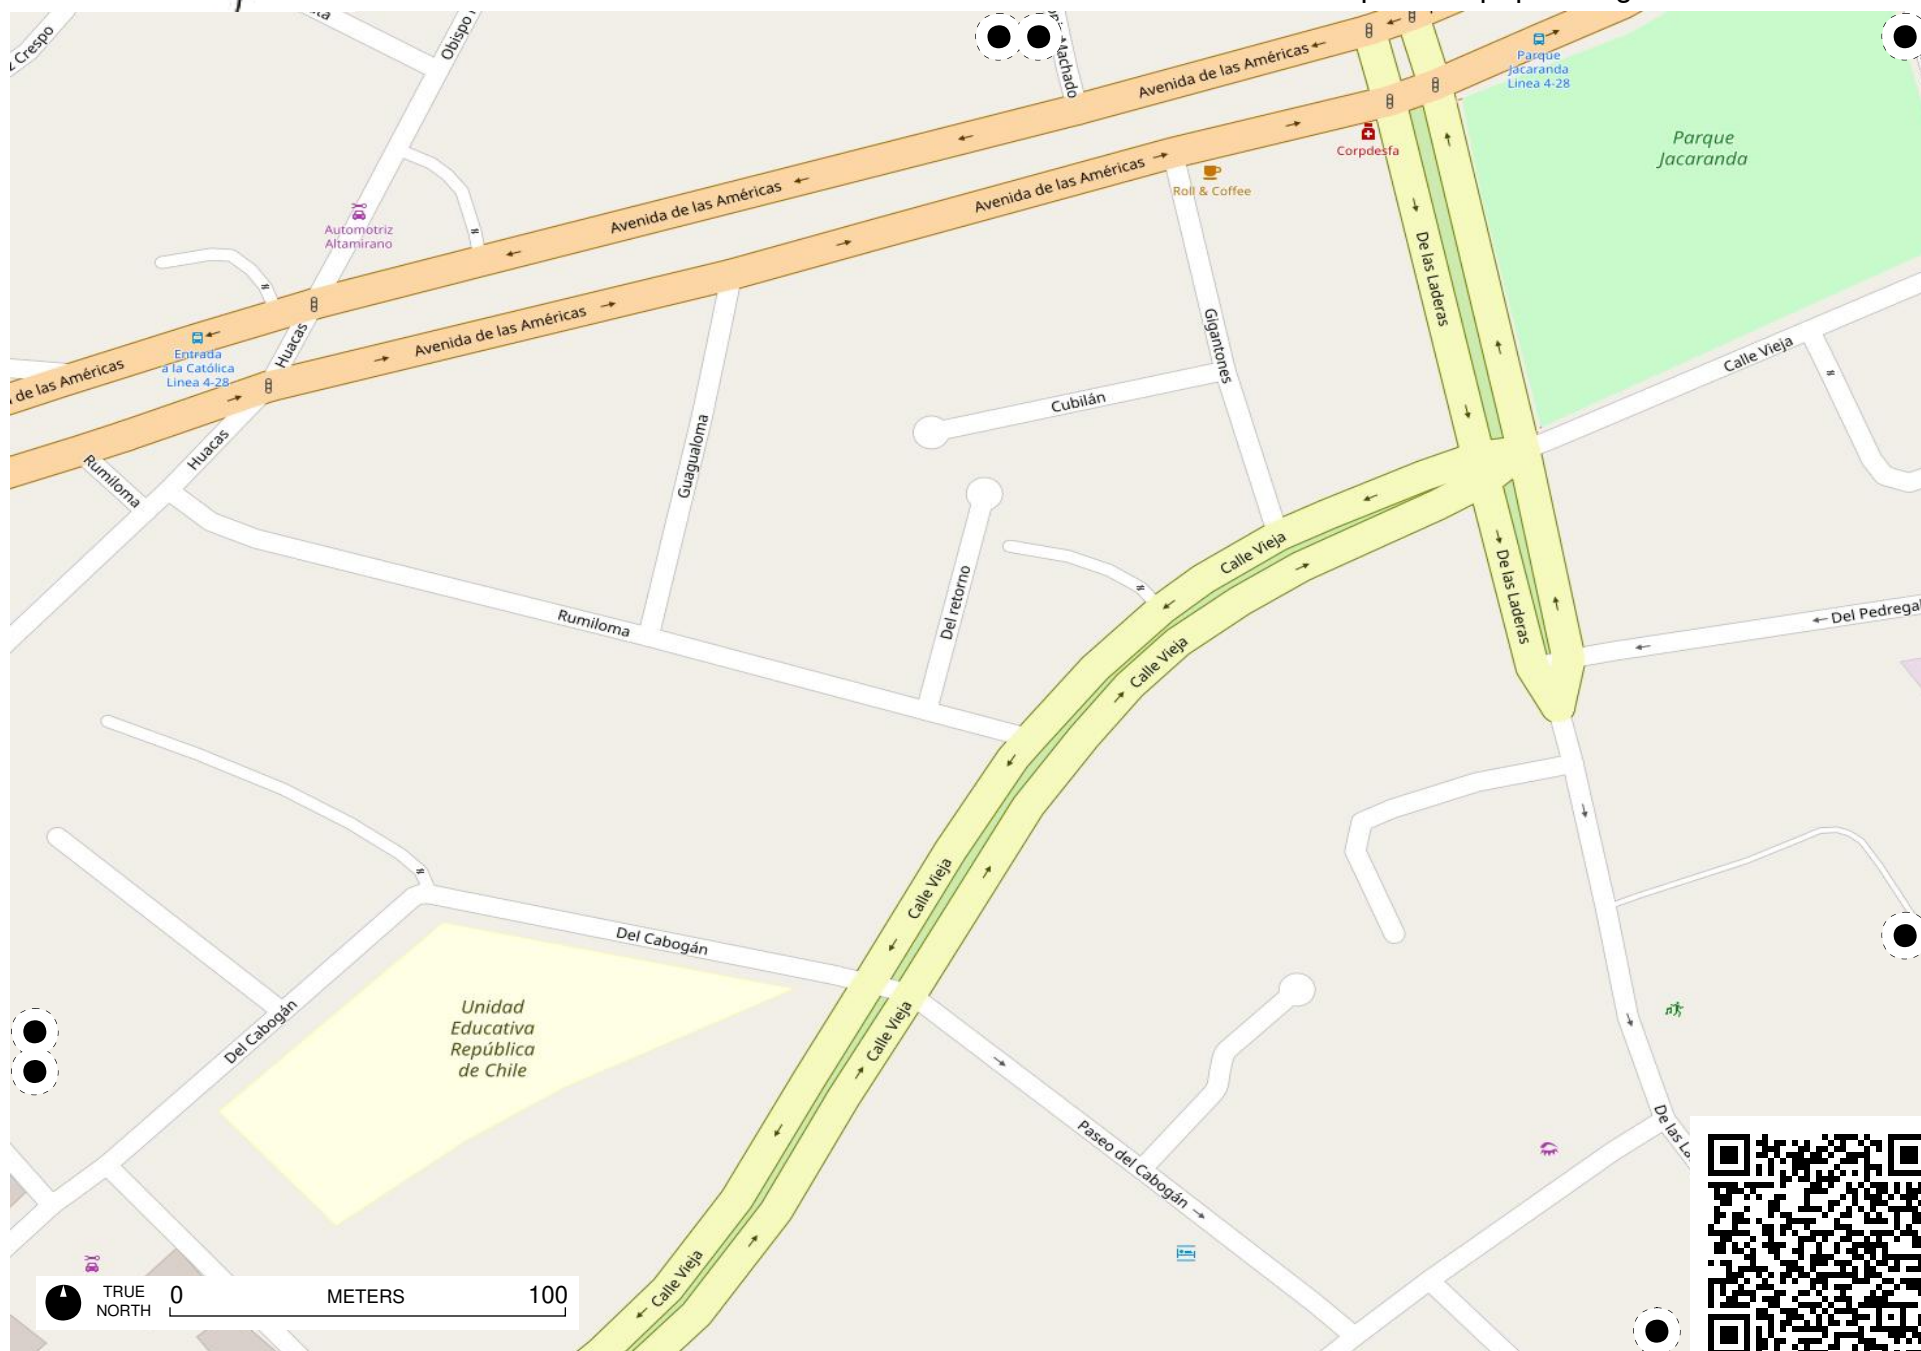 Crespo
Obispo
Machado
Avenida de las Américas
Parque
Jacaranda
Linea 4-28
Parque
Jacaranda
Corpdesfa
Roll & Coffee
Avenida de las Américas
Avenida de las Américas
Automotriz
Altamirano
De las Laderas
Huacas
Avenida de las Américas
Gigantones
Entrada
a la Católica
Linea 4-28
de las Américas
Calle Vieja
Cubilán
Huacas
Guagualoma
Rumiloma
Calle Vieja
De las Laderas
Del retorno
Del Pedregal
Rumiloma
Calle Vieja
Calle Vieja
Del Cabogán
Unidad
Educativa
República
de Chile
Del Cabogán
Calle Vieja
Paseo del Cabogán
De las La
Calle Vieja
TRUE
NORTH
0 METERS 100